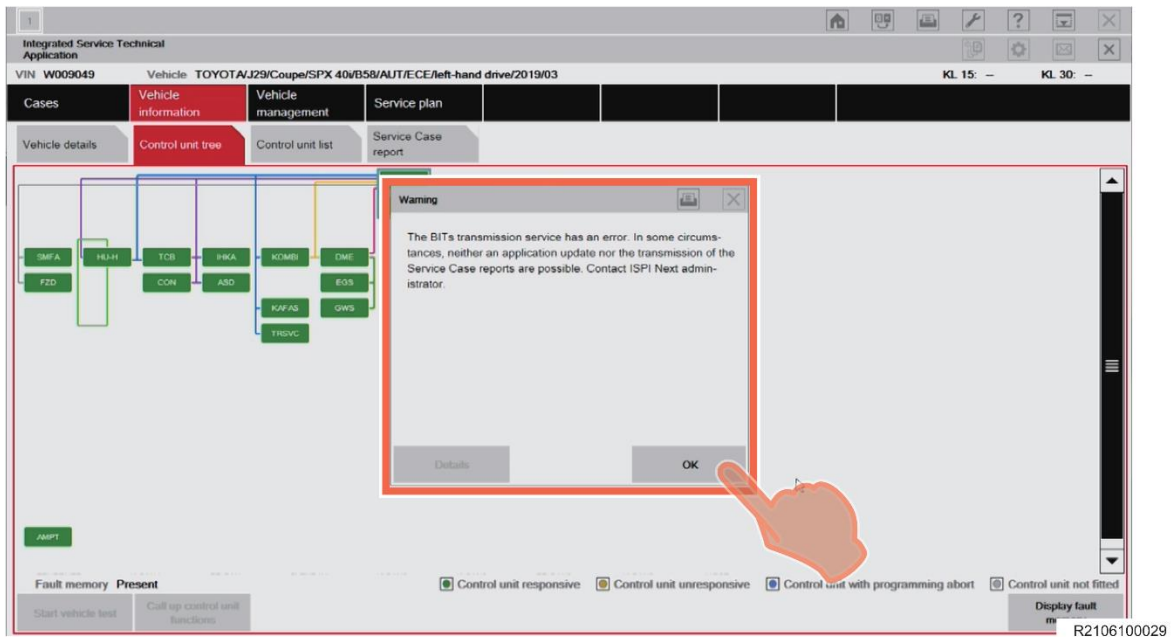 1
Integrated Service Technical
Application
VIN W009049 Vehicle TOYOTA/J29/Coupe/SPX 40i/B58/AUT/ECE/left-hand drive/2019/03 KL 15: – KL 30: –
Cases Vehicle information Vehicle management Service plan
Vehicle details Control unit tree Control unit list Service Case report
Warning
The BITs transmission service has an error. In some circums-
tances, neither an application update nor the transmission of the
Service Case reports are possible. Contact ISPI Next admin-
istrator.
SMFA HU-H TCB IHKA KOMBI DME
FZD CON ASD EGS
KAFAS GWS
TRSVC
Details OK
AMPT
Fault memory Present Control unit responsive Control unit unresponsive Control unit with programming abort Control unit not fitted
Start vehicle test Call up control unit functions Display fault
R2106100029